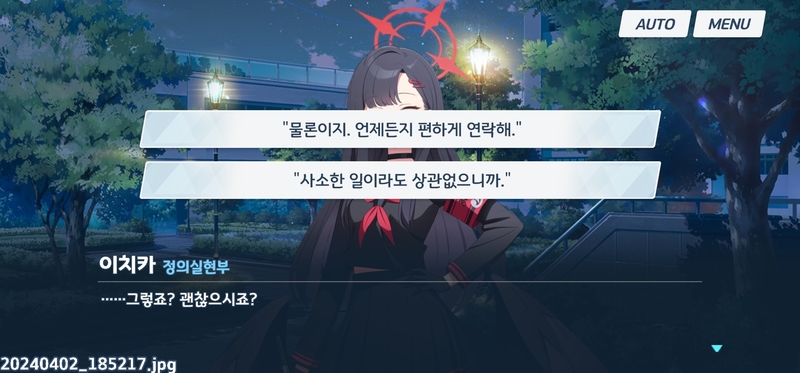 AUTO
MENU
"물론이지. 언제든지 편하게 연락해."
"사소한 일이라도 상관없으니까."
이치카 정의실현부
……그렇죠? 괜찮으시죠?
20240402_185217.jpg